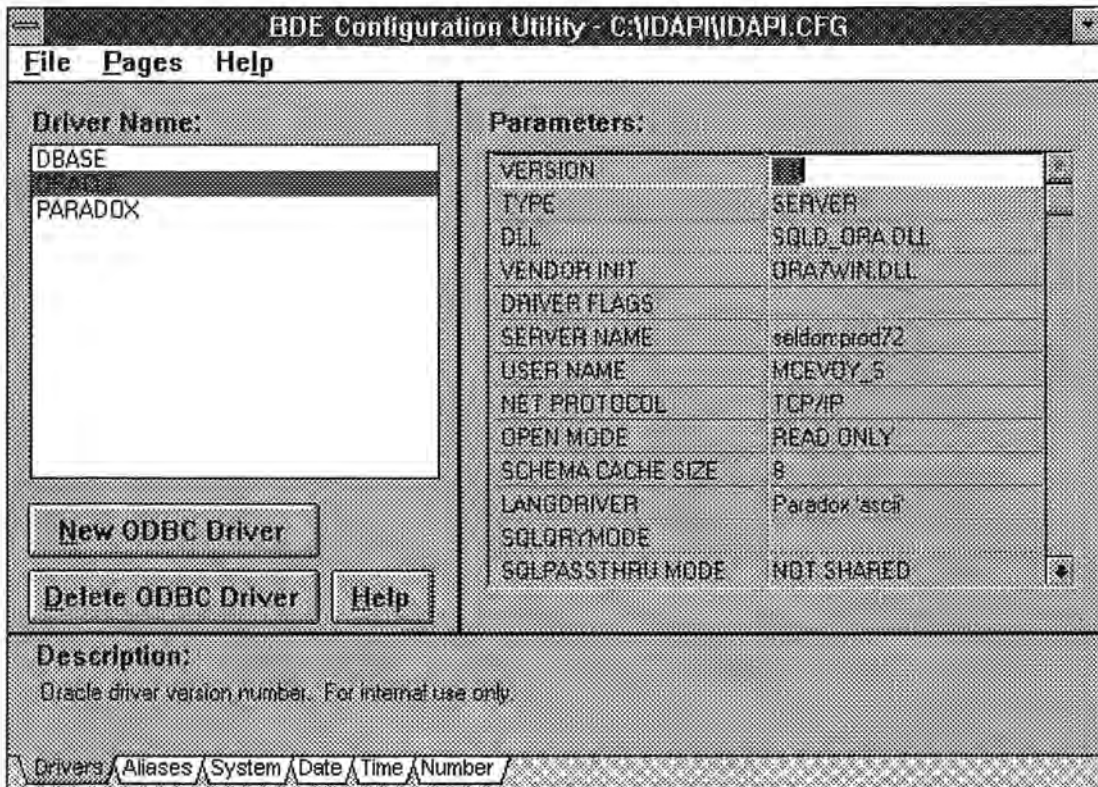 BDE Configuration Utility - C:\IDAPI\IDAPI.CFG
File Pages Help
Driver Name:
DBASE
ORACLE
PARADOX
New ODBC Driver
Delete ODBC Driver Help
Parameters:
VERSION
TYPE SERVER
DLL SQLD_ORA.DLL
VENDOR INIT ORA7WIN.DLL
DRIVER FLAGS
SERVER NAME seldon:prod72
USER NAME MCEVOY_S
NET PROTOCOL TCP/IP
OPEN MODE READ ONLY
SCHEMA CACHE SIZE 8
LANGDRIVER Paradox 'ascii'
SQLQRYMODE
SQLPASSTHRU MODE NOT SHARED
Description:
Oracle driver version number. For internal use only.
Drivers Aliases System Date Time Number